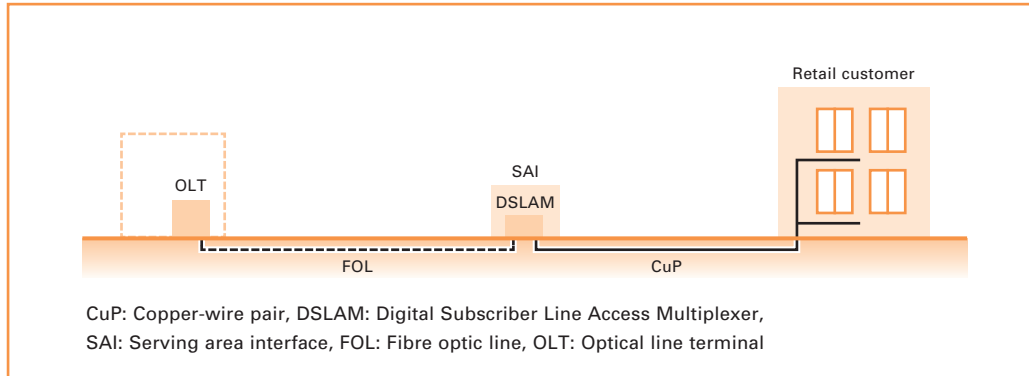 Retail customer
SAI
OLT
DSLAM
FOL
CuP
CuP: Copper-wire pair, DSLAM: Digital Subscriber Line Access Multiplexer,
SAI: Serving area interface, FOL: Fibre optic line, OLT: Optical line terminal